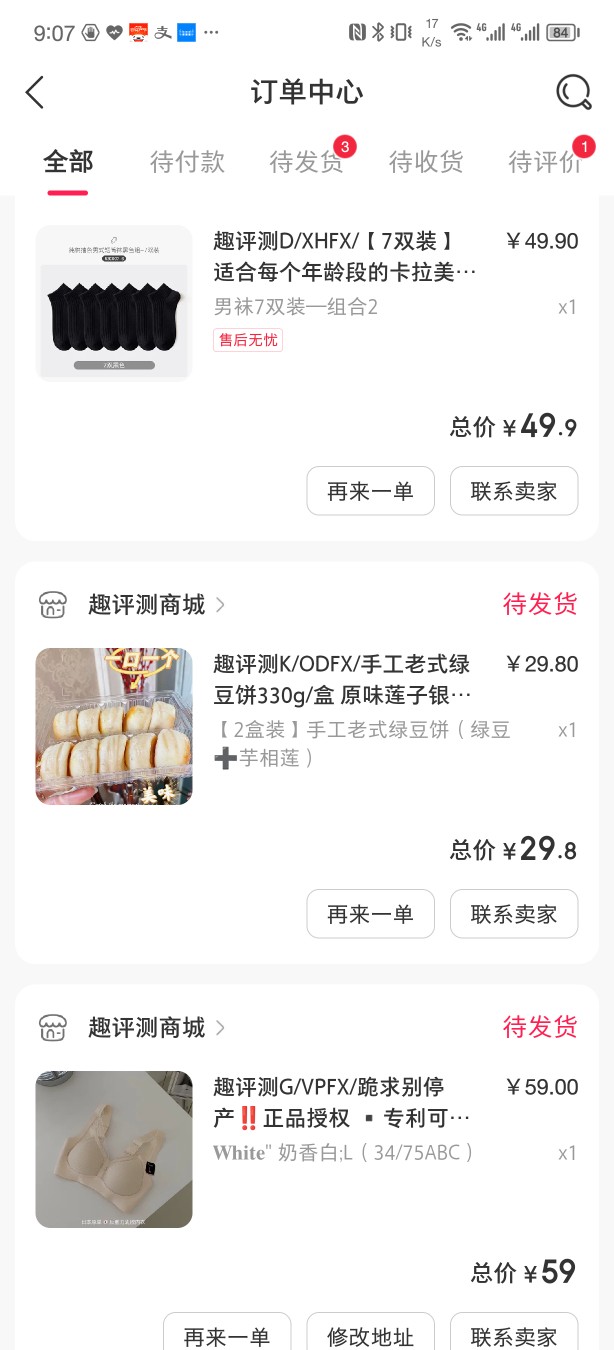 9:07
支
17
K/s
4G
4G
84
订单中心
全部
待付款
待发货
3
待收货
待评价
1
趣评测D/XHFX/【7双装】
¥49.90
适合每个年龄段的卡拉美…
男袜7双装一组合2
x1
售后无忧
总价¥49.9
再来一单
联系卖家
趣评测商城
待发货
一口一个
趣评测K/ODFX/手工老式绿
¥29.80
豆饼330g/盒 原味莲子银…
【2盒装】手工老式绿豆饼（绿豆
x1
➕芋相莲）
总价¥29.8
再来一单
联系卖家
趣评测商城
待发货
趣评测G/VPFX/跪求别停
¥59.00
产‼️正品授权 ▪ 专利可…
White" 奶香白;L（34/75ABC）
x1
总价¥59
再来一单
修改地址
联系卖家